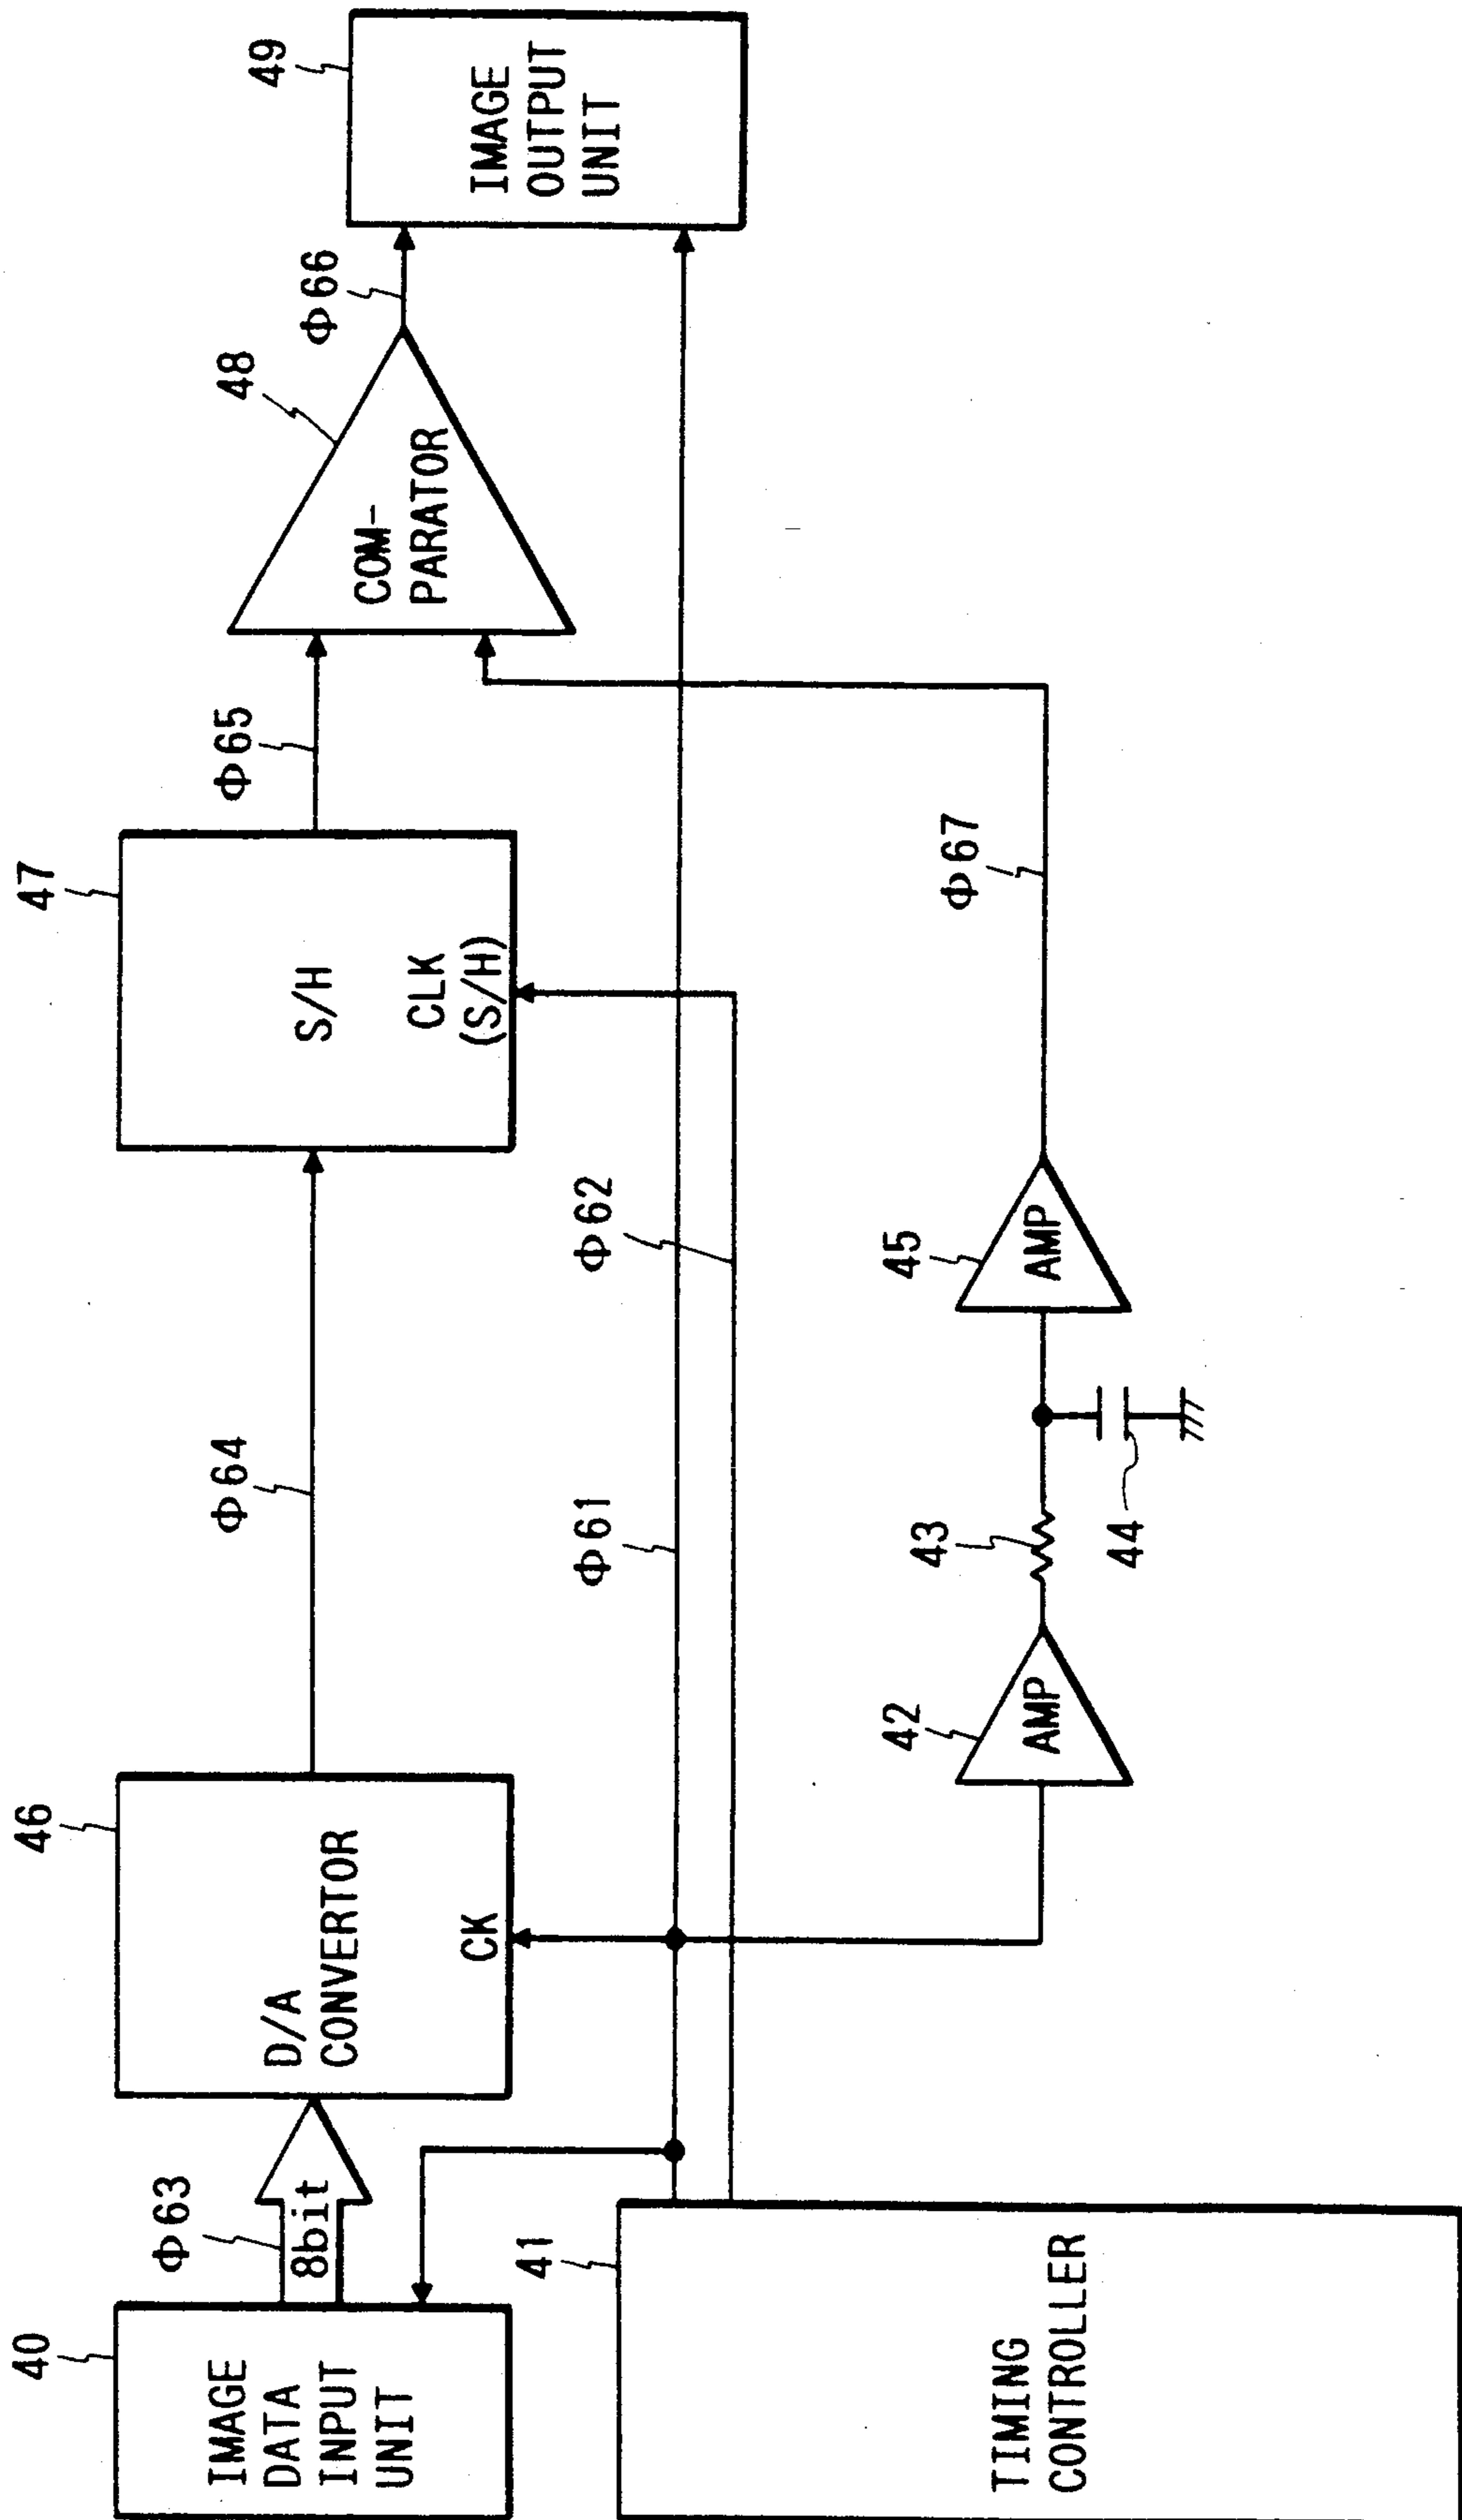 40
IMAGE
DATA
INPUT
UNIT
Φ63
8bit
46
D/A
CONVERTOR
CK
Φ64
47
S/H
CLK
(S/H)
Φ65
48
COM-
PARATOR
Φ66
49
IMAGE
OUTPUT
UNIT
41
TIMING
CONTROLLER
Φ61
Φ62
42
AMP
43
44
45
AMP
Φ67